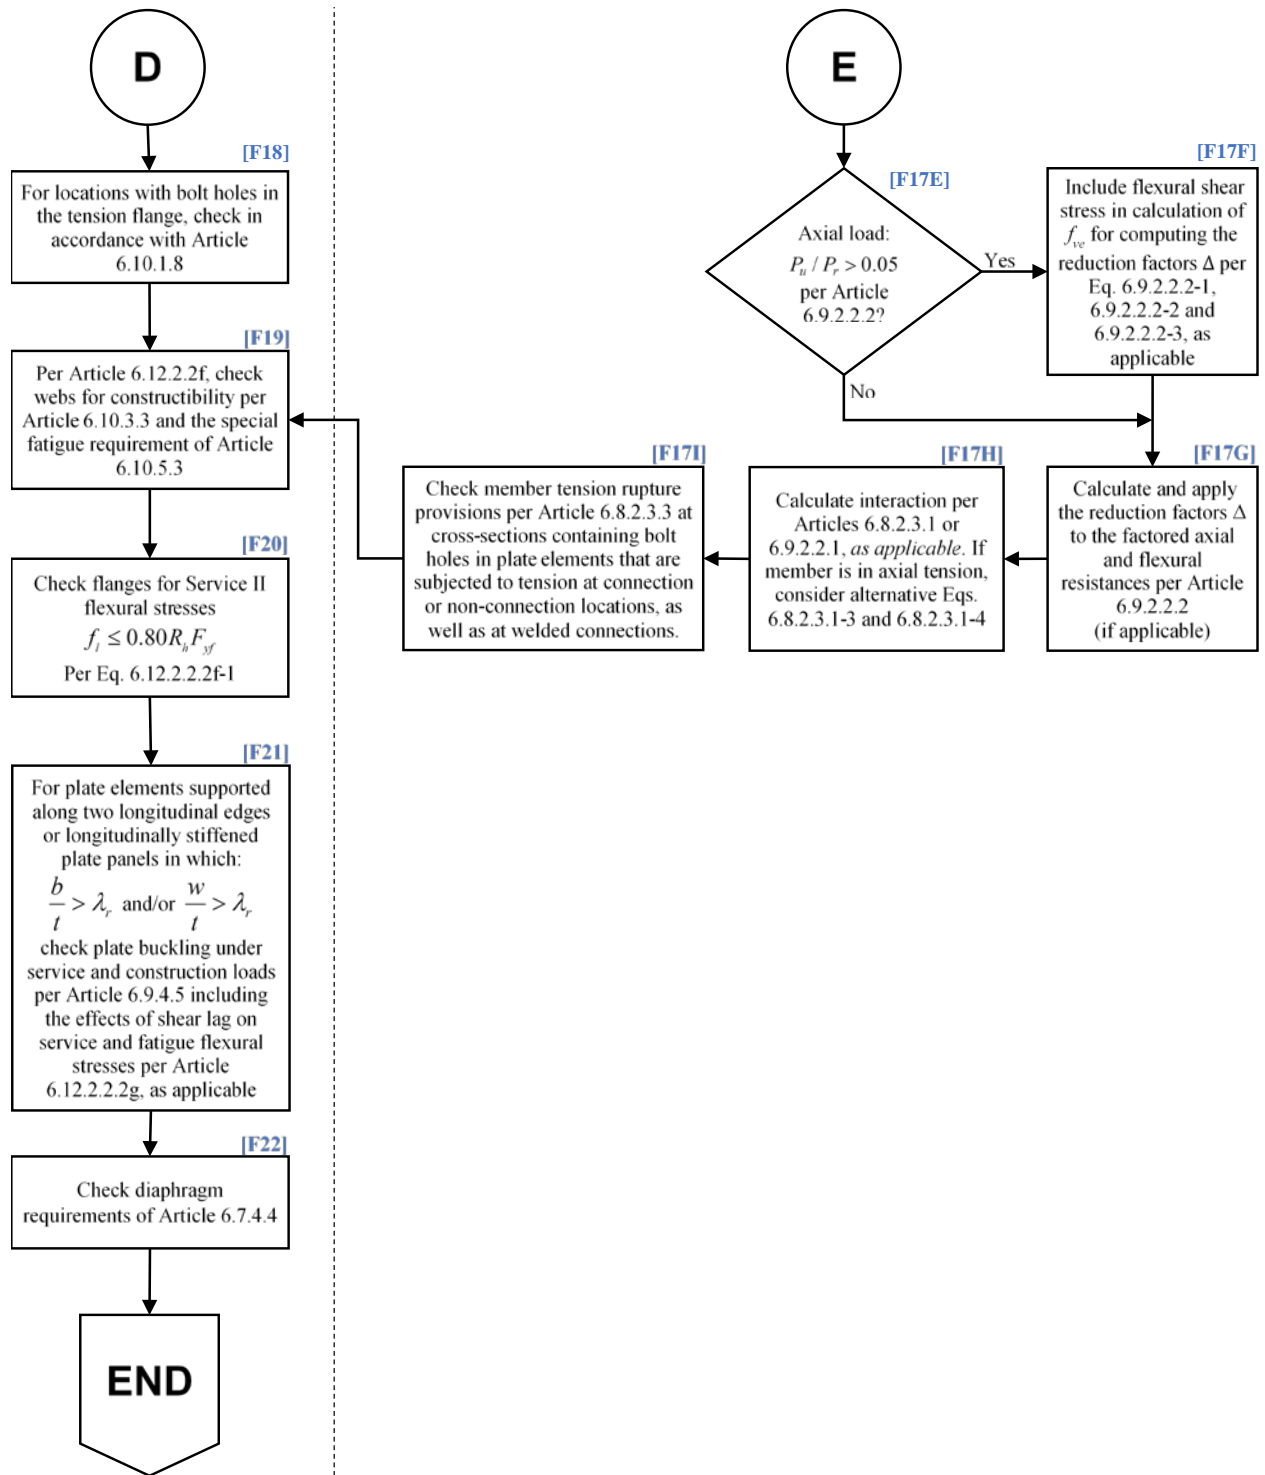 D
[F18]
For locations with bolt holes in
the tension flange, check in
accordance with Article
6.10.1.8
[F19]
Per Article 6.12.2.2f, check
webs for constructibility per
Article 6.10.3.3 and the special
fatigue requirement of Article
6.10.5.3
[F20]
Check flanges for Service II
flexural stresses
f_l ≤ 0.80R_hF_yf
Per Eq. 6.12.2.2.2f-1
[F21]
For plate elements supported
along two longitudinal edges
or longitudinally stiffened
plate panels in which:
b/t > λ_r and/or w/t > λ_r
check plate buckling under
service and construction loads
per Article 6.9.4.5 including
the effects of shear lag on
service and fatigue flexural
stresses per Article
6.12.2.2.2g, as applicable
[F22]
Check diaphragm
requirements of Article 6.7.4.4
END
E
[F17E]
Axial load:
P_u / P_r > 0.05
per Article
6.9.2.2.2?
Yes
No
[F17F]
Include flexural shear
stress in calculation of
f_ve for computing the
reduction factors Δ per
Eq. 6.9.2.2.2-1,
6.9.2.2.2-2 and
6.9.2.2.2-3, as
applicable
[F17G]
Calculate and apply
the reduction factors Δ
to the factored axial
and flexural
resistances per Article
6.9.2.2.2
(if applicable)
[F17H]
Calculate interaction per
Articles 6.8.2.3.1 or
6.9.2.2.1, as applicable. If
member is in axial tension,
consider alternative Eqs.
6.8.2.3.1-3 and 6.8.2.3.1-4
[F17I]
Check member tension rupture
provisions per Article 6.8.2.3.3 at
cross-sections containing bolt
holes in plate elements that are
subjected to tension at connection
or non-connection locations, as
well as at welded connections.